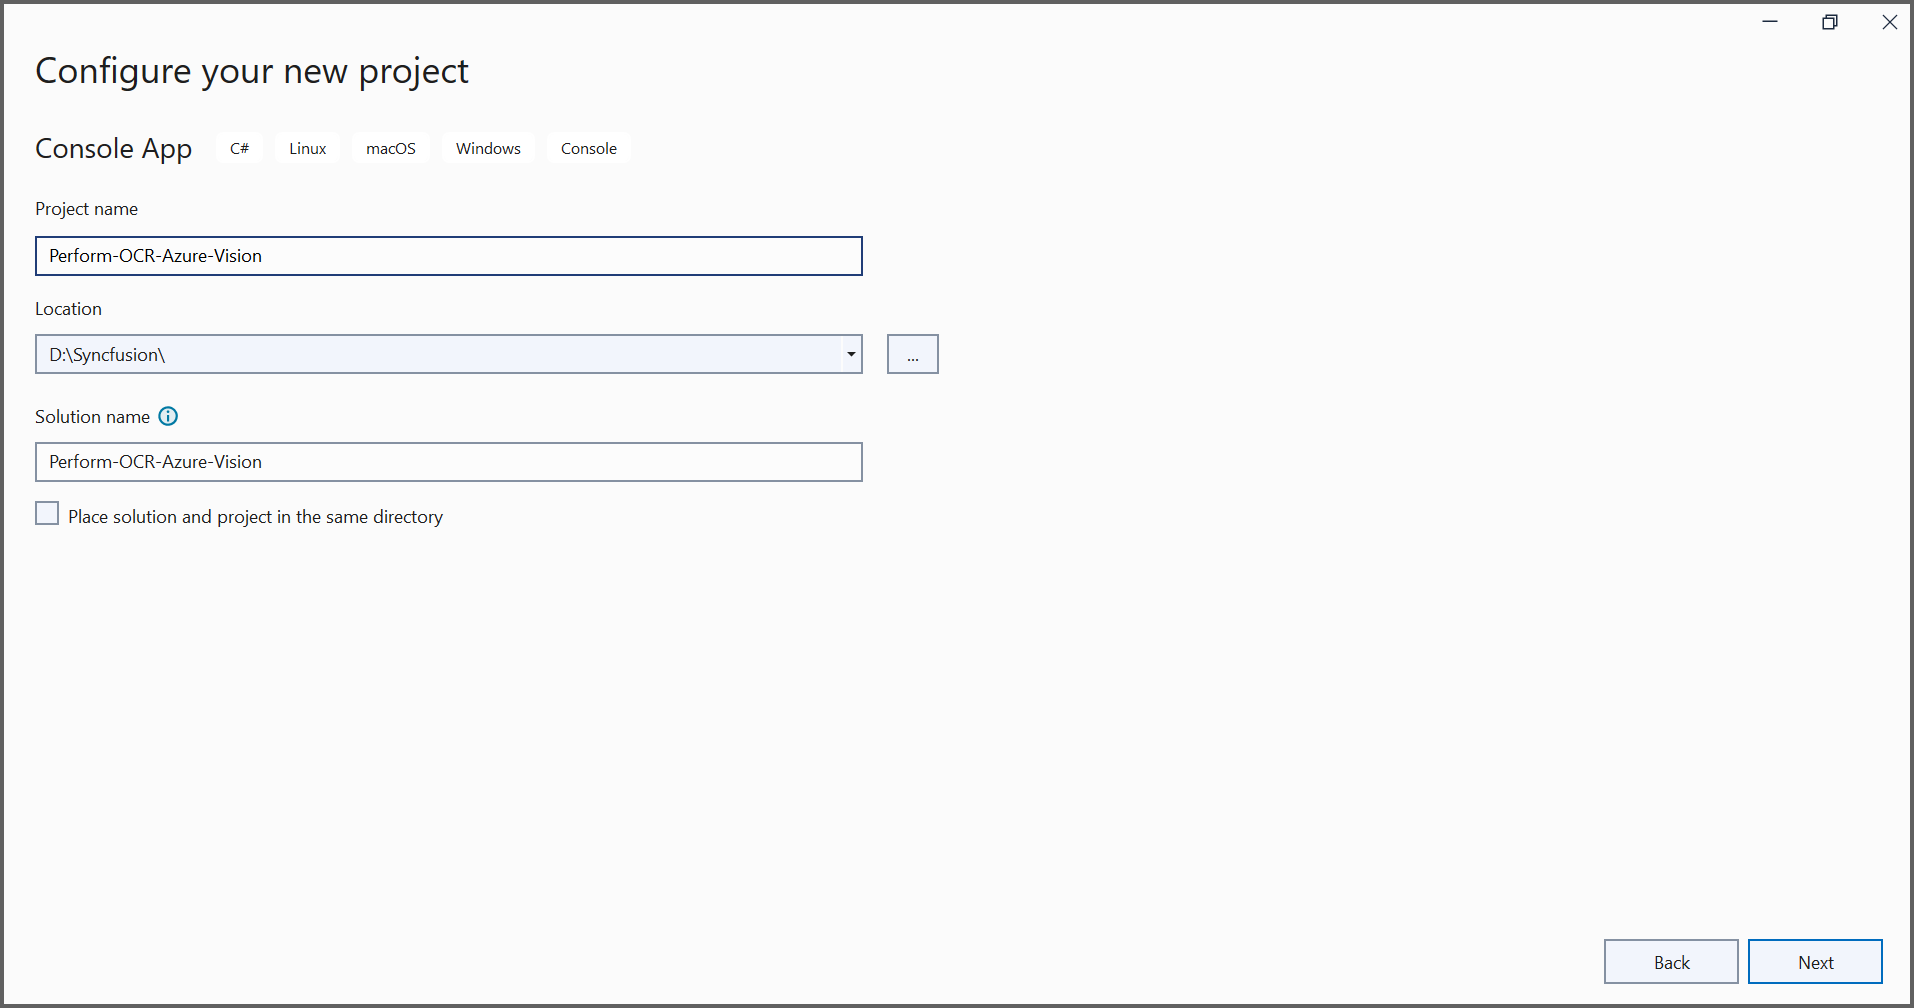 Configure your new project
Console App C# Linux macOS Windows Console
Project name
Perform-OCR-Azure-Vision
Location
D:\Syncfusion\ ...
Solution name
Perform-OCR-Azure-Vision
Place solution and project in the same directory
Back Next